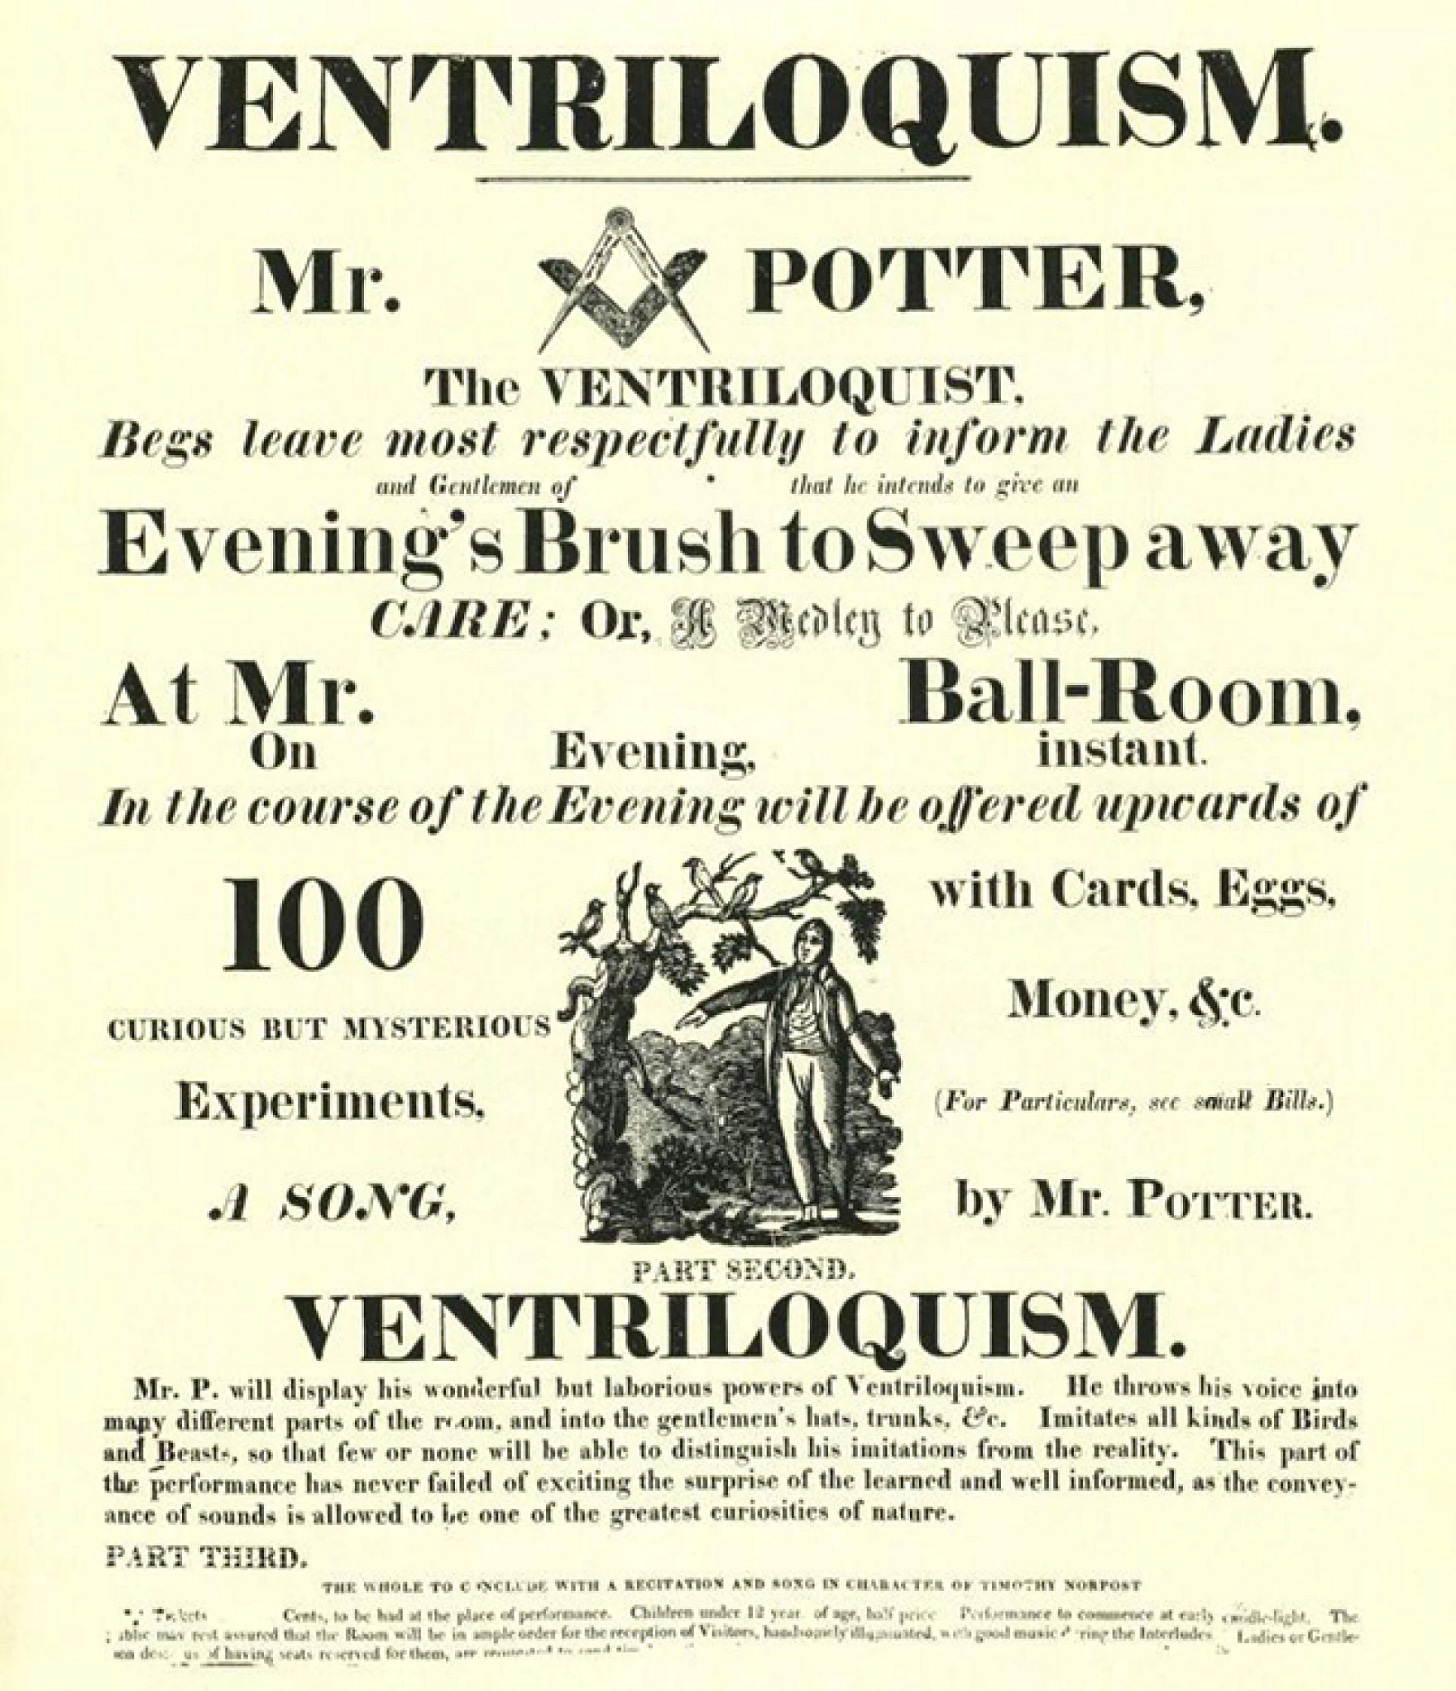 VENTRILOQUISM.
Mr. POTTER,
The VENTRILOQUIST,
Begs leave most respectfully to inform the Ladies
and Gentlemen of that he intends to give an
Evening's Brush to Sweep away
CARE; Or, A Medley to Please,
At Mr. Ball-Room,
On Evening, instant.
In the course of the Evening will be offered upwards of
100
CURIOUS BUT MYSTERIOUS
Experiments,
A SONG,
with Cards, Eggs,
Money, &c.
(For Particulars, see small Bills.)
by Mr. POTTER.
PART SECOND.
VENTRILOQUISM.
Mr. P. will display his wonderful but laborious powers of Ventriloquism. He throws his voice into
many different parts of the room, and into the gentlemen's hats, trunks, &c. Imitates all kinds of Birds
and Beasts, so that few or none will be able to distinguish his imitations from the reality. This part of
the performance has never failed of exciting the surprise of the learned and well informed, as the convey-
ance of sounds is allowed to be one of the greatest curiosities of nature.
PART THIRD.
THE WHOLE TO CONCLUDE WITH A RECITATION AND SONG IN CHARACTER OF TIMOTHY NORPOST
Tickets Cents, to be had at the place of performance. Children under 12 year of age, half price Performance to commence at early candle-light. The
may rest assured that the Room will be in ample order for the reception of Visitors, handsomely illuminated, with good music during the Interludes. Ladies or Gentle-
of having seats reserved for them, are requested to send